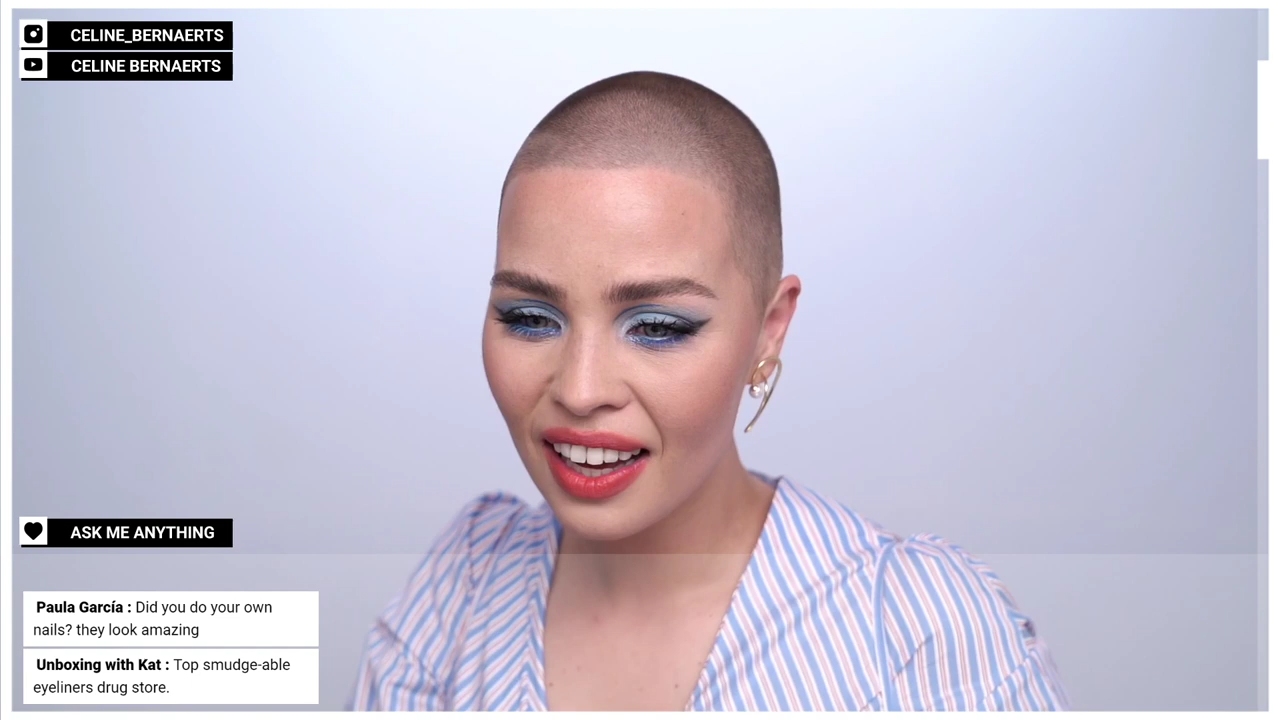 CELINE_BERNAERTS
CELINE BERNAERTS
ASK ME ANYTHING
Paula García : Did you do your own
nails? they look amazing
Unboxing with Kat : Top smudge-able
eyeliners drug store.